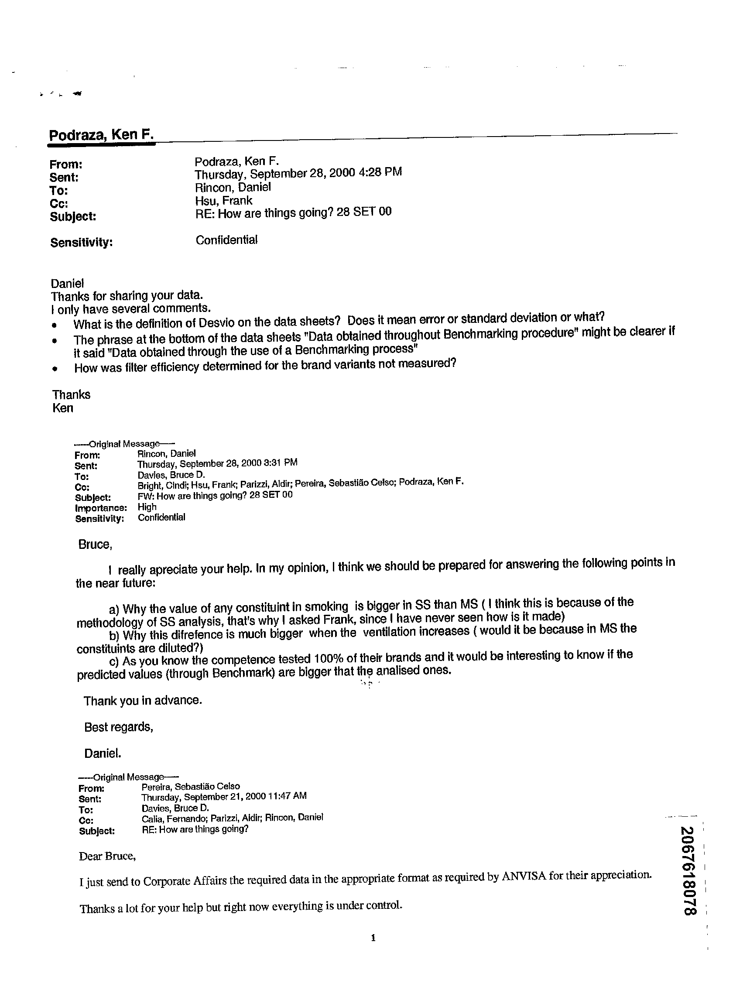 Podraza, Ken F.
From: Podraza, Ken F.
Sent: Thursday, September 28, 2000 4:28 PM
To: Rincon, Daniel
Cc: Hsu, Frank
Subject: RE: How are things going? 28 SET 00
Sensitivity: Confidential
Daniel
Thanks for sharing your data.
I only have several comments.
• What is the definition of Desvio on the data sheets? Does it mean error or standard deviation or what?
• The phrase at the bottom of the data sheets "Data obtained throughout Benchmarking procedure" might be clearer if
it said "Data obtained through the use of a Benchmarking process"
• How was filter efficiency determined for the brand variants not measured?
Thanks
Ken
-----Original Message-----
From: Rincon, Daniel
Sent: Thursday, September 28, 2000 3:31 PM
To: Davies, Bruce D.
Cc: Bright, Cindi; Hsu, Frank; Parizzi, Aldir; Pereira, Sebastião Celso; Podraza, Ken F.
Subject: FW: How are things going? 28 SET 00
Importance: High
Sensitivity: Confidential
Bruce,
I really apreciate your help. In my opinion, I think we should be prepared for answering the following points in
the near future:
a) Why the value of any constituint in smoking is bigger in SS than MS ( I think this is because of the
methodology of SS analysis, that's why I asked Frank, since I have never seen how is it made)
b) Why this difrefence is much bigger when the ventilation increases ( would it be because in MS the
constituints are diluted?)
c) As you know the competence tested 100% of their brands and it would be interesting to know if the
predicted values (through Benchmark) are bigger that the analised ones.
Thank you in advance.
Best regards,
Daniel.
-----Original Message-----
From: Pereira, Sebastião Celso
Sent: Thursday, September 21, 2000 11:47 AM
To: Davies, Bruce D.
Cc: Calia, Fernando; Parizzi, Aldir; Rincon, Daniel
Subject: RE: How are things going?
Dear Bruce,
I just send to Corporate Affairs the required data in the appropriate format as required by ANVISA for their appreciation.
Thanks a lot for your help but right now everything is under control.
1
2067618078